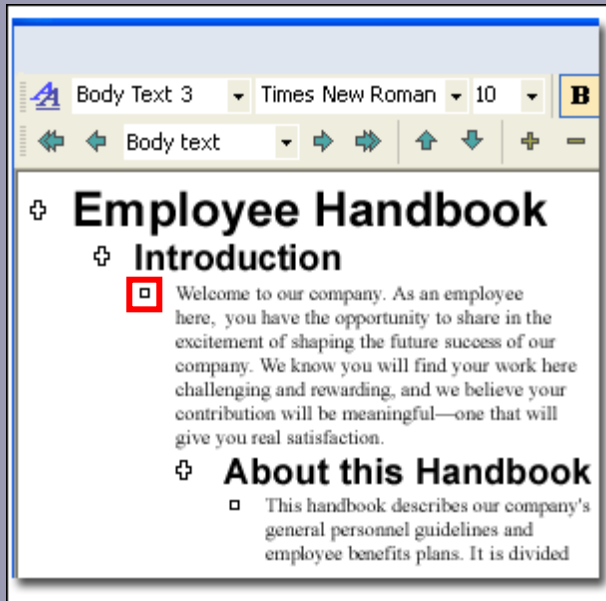 Body Text 3 Times New Roman 10 B
Body text
Employee Handbook
Introduction
Welcome to our company. As an employee
here, you have the opportunity to share in the
excitement of shaping the future success of our
company. We know you will find your work here
challenging and rewarding, and we believe your
contribution will be meaningful—one that will
give you real satisfaction.
About this Handbook
This handbook describes our company's
general personnel guidelines and
employee benefits plans. It is divided